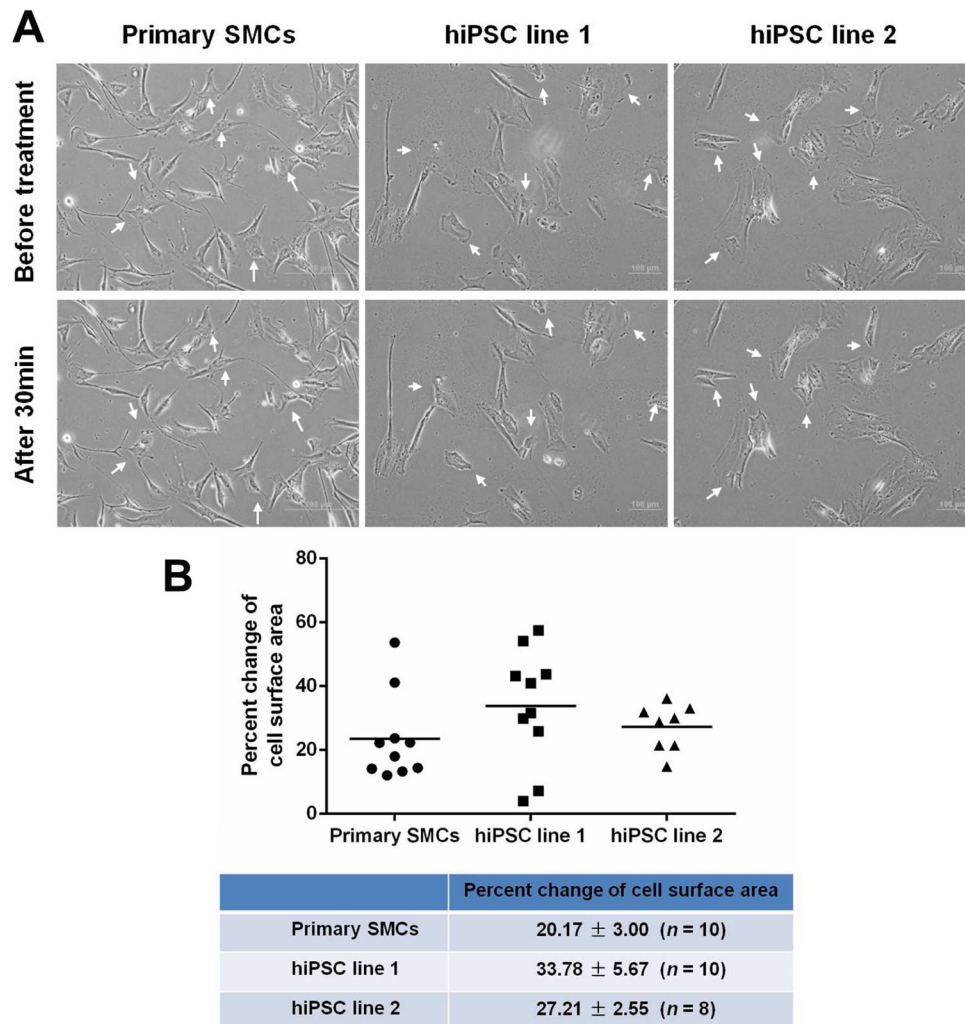 A
Primary SMCs
hiPSC line 1
hiPSC line 2
Before treatment
100 µm
100 µm
100 µm
After 30min
100 µm
100 µm
100 µm
B
Percent change of
cell surface area
80
60
40
20
0
Primary SMCs
hiPSC line 1
hiPSC line 2
Percent change of cell surface area
Primary SMCs 20.17 ± 3.00 (n = 10)
hiPSC line 1 33.78 ± 5.67 (n = 10)
hiPSC line 2 27.21 ± 2.55 (n = 8)